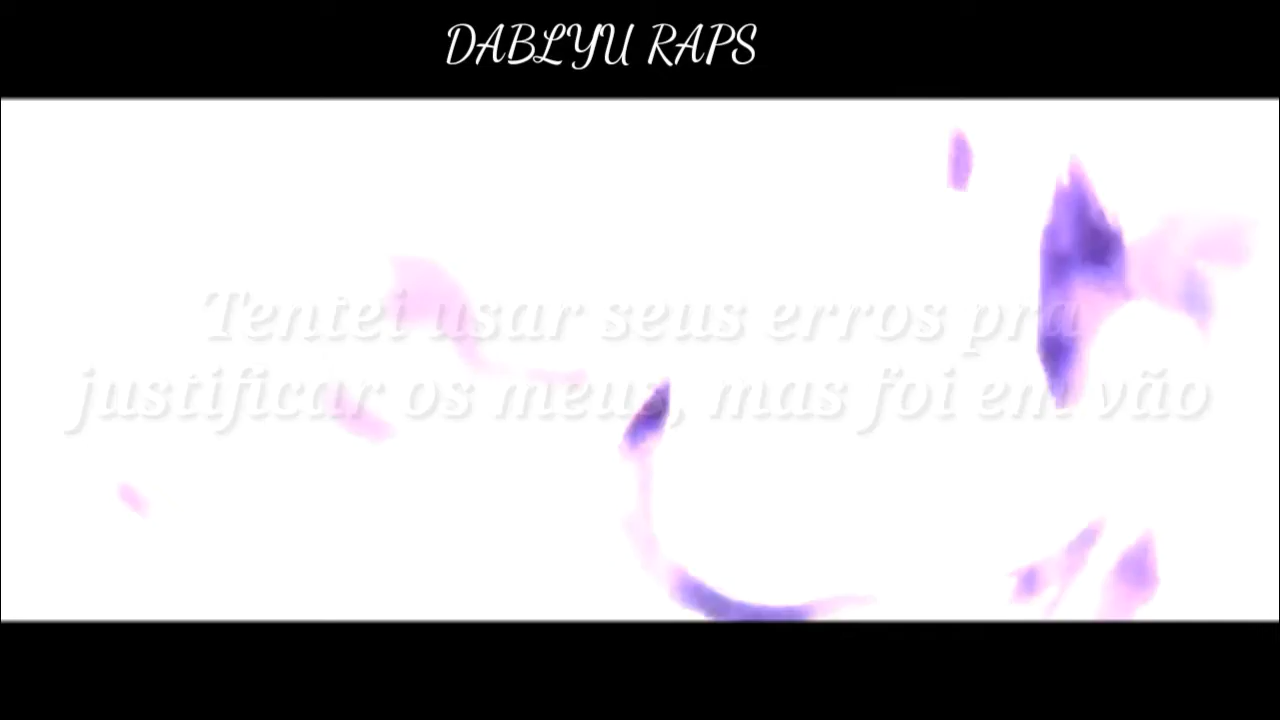 DABLYU RAPS
Tentei usar seus erros pra
justificar os meus, mas foi em vão